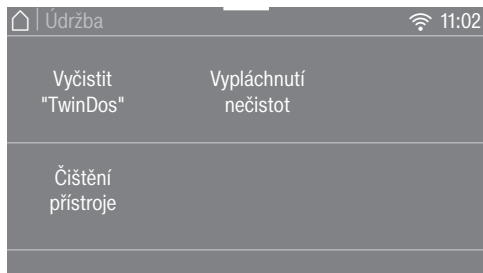 Údržba 11:02
Vyčistit Vypláchnutí
"TwinDos" nečistot
Čištění
přístroje